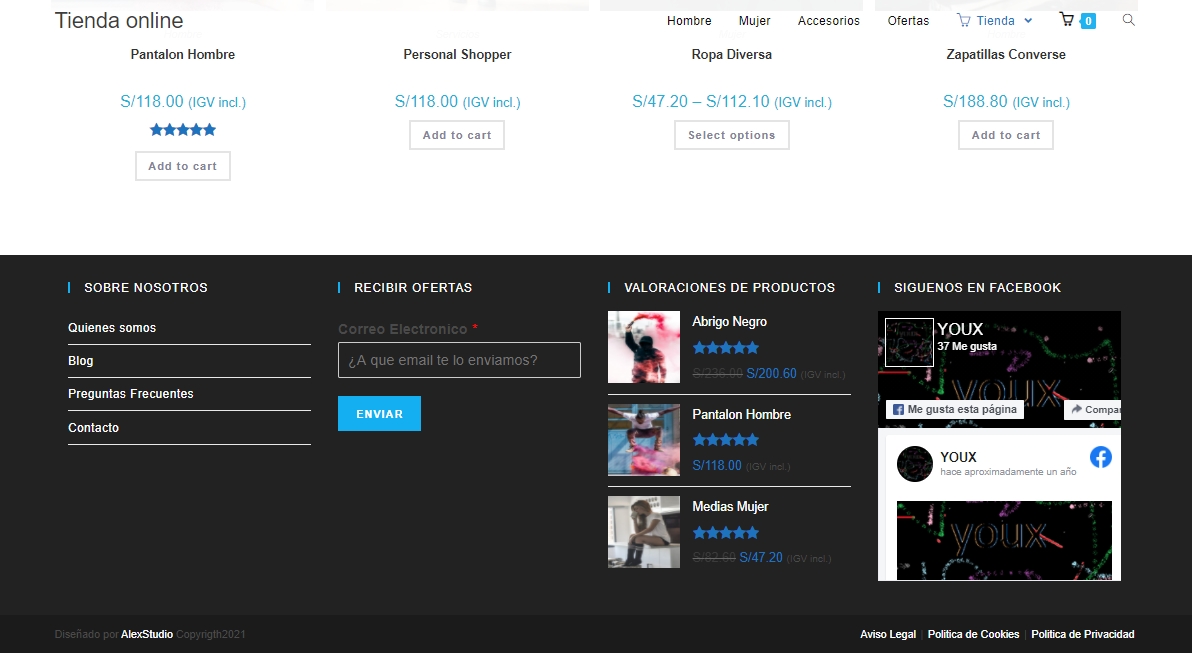 Tienda online
Hombre
Mujer
Accesorios
Ofertas
Tienda
0
Pantalon Hombre
S/118.00 (IGV incl.)
Add to cart
Personal Shopper
S/118.00 (IGV incl.)
Add to cart
Ropa Diversa
S/47.20 – S/112.10 (IGV incl.)
Select options
Zapatillas Converse
S/188.80 (IGV incl.)
Add to cart
SOBRE NOSOTROS
Quienes somos
Blog
Preguntas Frecuentes
Contacto
RECIBIR OFERTAS
Correo Electronico *
¿A que email te lo enviamos?
ENVIAR
VALORACIONES DE PRODUCTOS
Abrigo Negro
S/236.00 S/200.60 (IGV incl.)
Pantalon Hombre
S/118.00 (IGV incl.)
Medias Mujer
S/82.60 S/47.20 (IGV incl.)
SIGUENOS EN FACEBOOK
YOUX
37 Me gusta
youx
Me gusta esta página
Compar
YOUX
hace aproximadamente un año
youx
Diseñado por AlexStudio Copyrigth2021
Aviso Legal | Politica de Cookies | Politica de Privacidad